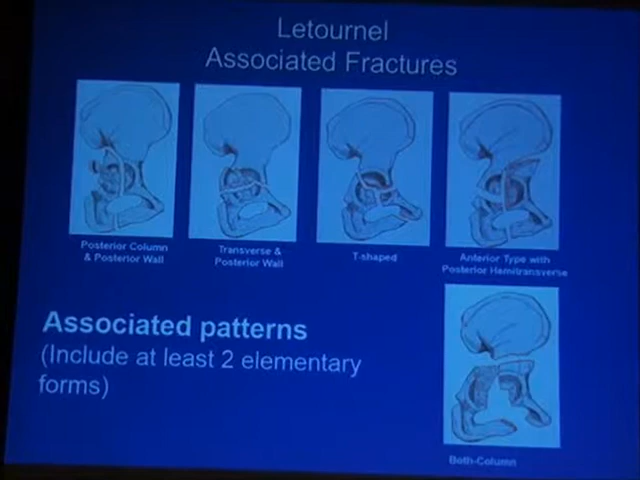 Letournel
Associated Fractures
Posterior Column
& Posterior Wall
Transverse &
Posterior Wall
T-shaped
Anterior Type with
Posterior Hemitransverse
Associated patterns
(Include at least 2 elementary
forms)
Both-Column